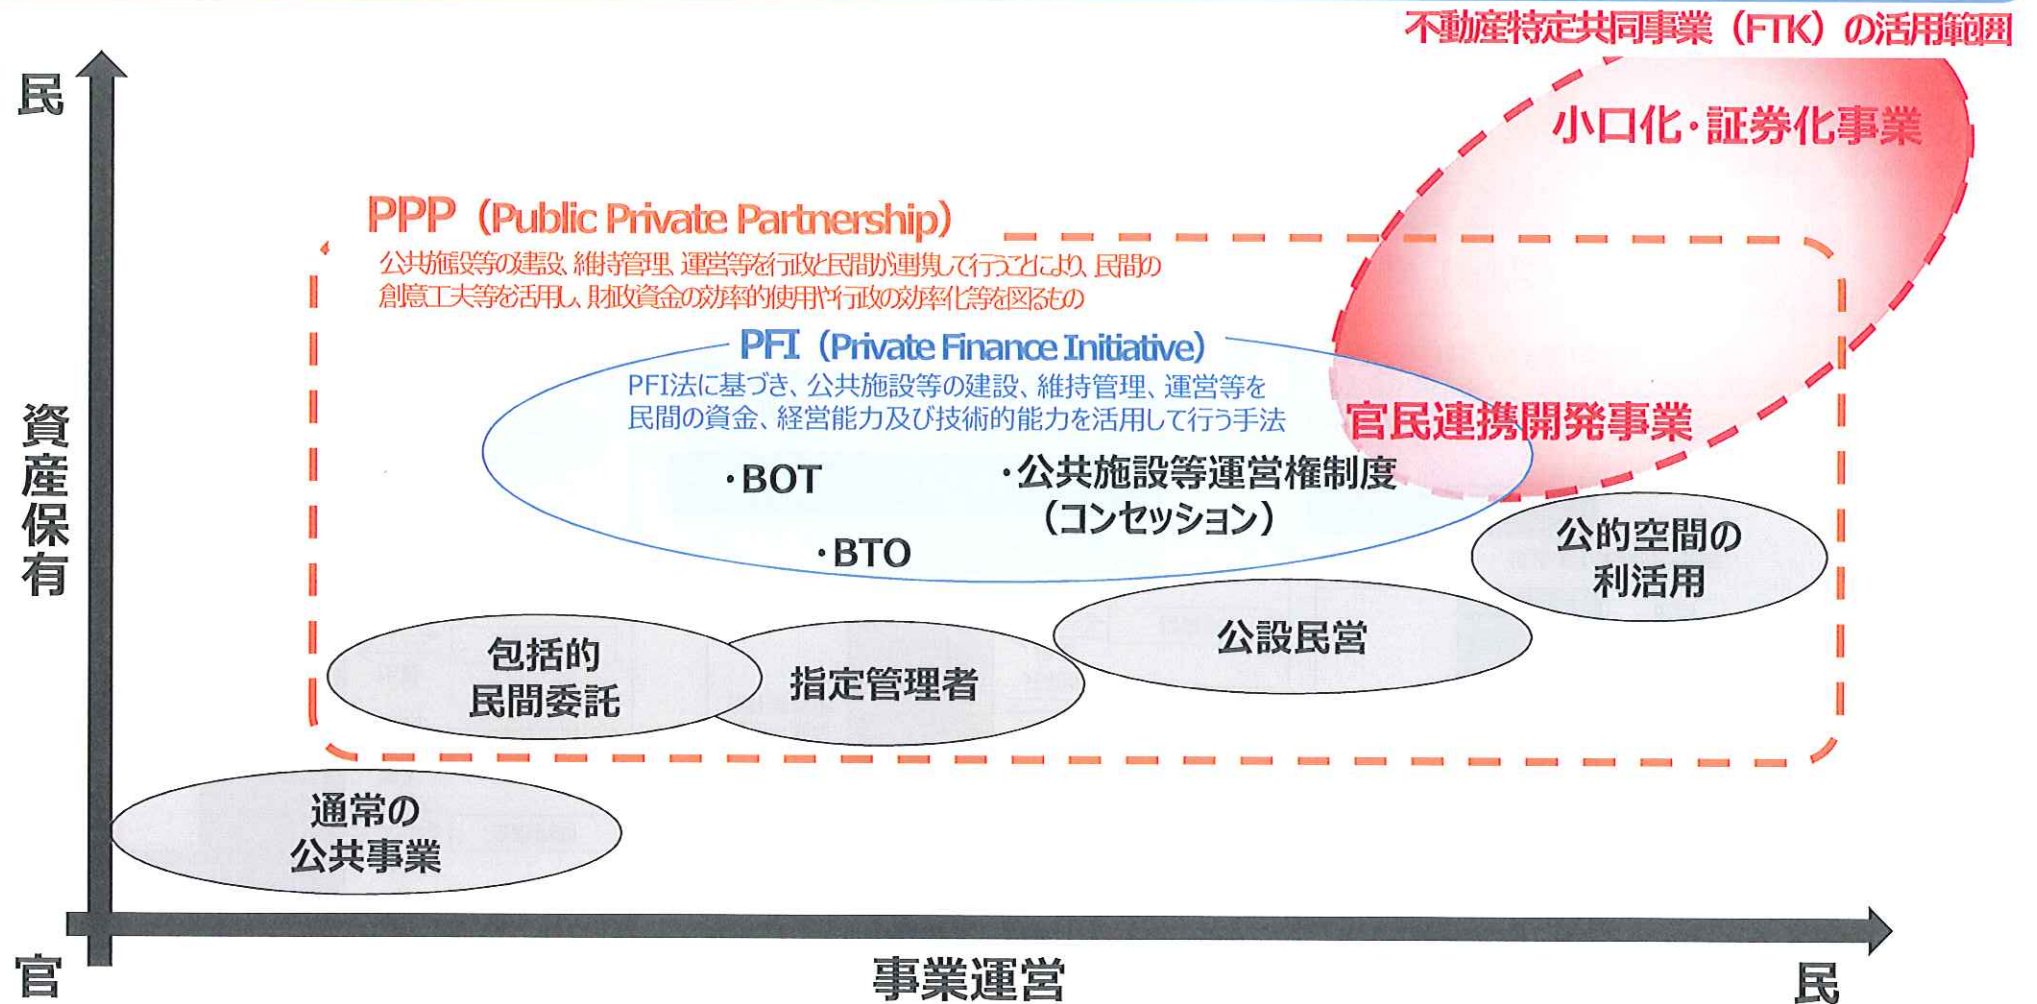 不動産特定共同事業（FTK）の活用範囲
民
小口化・証券化事業
PPP（Public Private Partnership）
公共施設等の建設、維持管理、運営等を行政と民間が連携して行うことにより、民間の
創意工夫等を活用し、財政資金の効率的使用や行政の効率化等を図るもの
PFI（Private Finance Initiative）
PFI法に基づき、公共施設等の建設、維持管理、運営等を
民間の資金、経営能力及び技術的能力を活用して行う手法
官民連携開発事業
・BOT
・公共施設等運営権制度
（コンセッション）
・BTO
資産保有
公的空間の
利活用
公設民営
包括的
民間委託
指定管理者
通常の
公共事業
官
事業運営
民